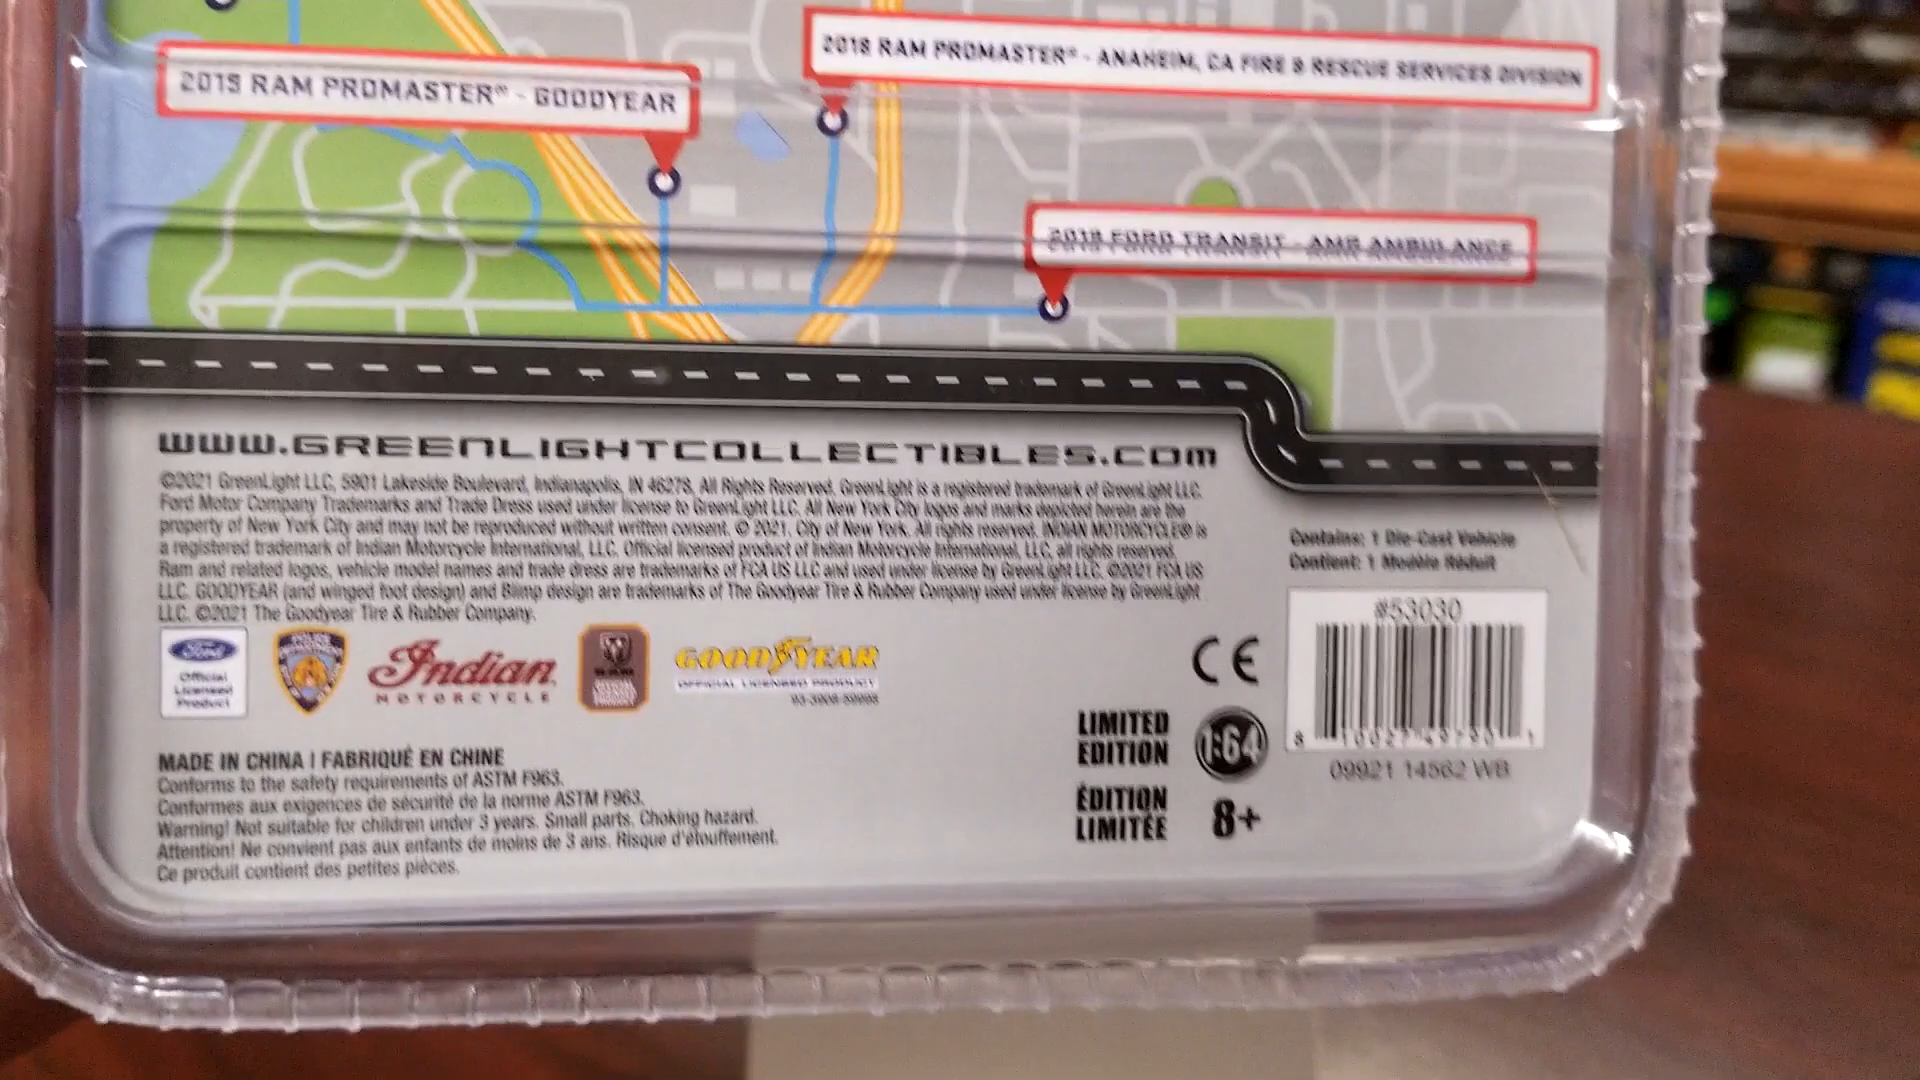 2018 RAM PROMASTER® - ANAHEIM, CA FIRE & RESCUE SERVICES DIVISION
2019 RAM PROMASTER® - GOODYEAR
FORD TRANSIT - AMR AMBULANCE
WWW.GREENLIGHTCOLLECTIBLES.COM
©2021 GreenLight LLC, 5901 Lakeside Boulevard, Indianapolis, IN 46278. All Rights Reserved. GreenLight is a registered trademark of GreenLight LLC.
Ford Motor Company Trademarks and Trade Dress used under license to GreenLight LLC. All New York City logos and marks depicted herein are the
property of New York City and may not be reproduced without written consent. © 2021. City of New York. All rights reserved. INDIAN MOTORCYCLE® is
a registered trademark of Indian Motorcycle International, LLC. Official licensed product of Indian Motorcycle International, LLC, all rights reserved.
Ram and related logos, vehicle model names and trade dress are trademarks of FCA US LLC and used under license by GreenLight LLC. ©2021 FCA US
LLC. GOODYEAR (and winged foot design) and Blimp design are trademarks of The Goodyear Tire & Rubber Company used under license by GreenLight
LLC. ©2021 The Goodyear Tire & Rubber Company.
Contains: 1 Die-Cast Vehicle
Contient: 1 Modèle Réduit
#53030
Ford
Official
Licensed
Product
POLICE
Indian
MOTORCYCLE
GOODYEAR
OFFICIAL LICENSED PRODUCT
CE
LIMITED
EDITION
1:64
09921 14562 WB
ÉDITION
LIMITÉE
8+
MADE IN CHINA | FABRIQUÉ EN CHINE
Conforms to the safety requirements of ASTM F963.
Conformes aux exigences de sécurité de la norme ASTM F963.
Warning! Not suitable for children under 3 years. Small parts. Choking hazard.
Attention! Ne convient pas aux enfants de moins de 3 ans. Risque d'étouffement.
Ce produit contient des petites pièces.